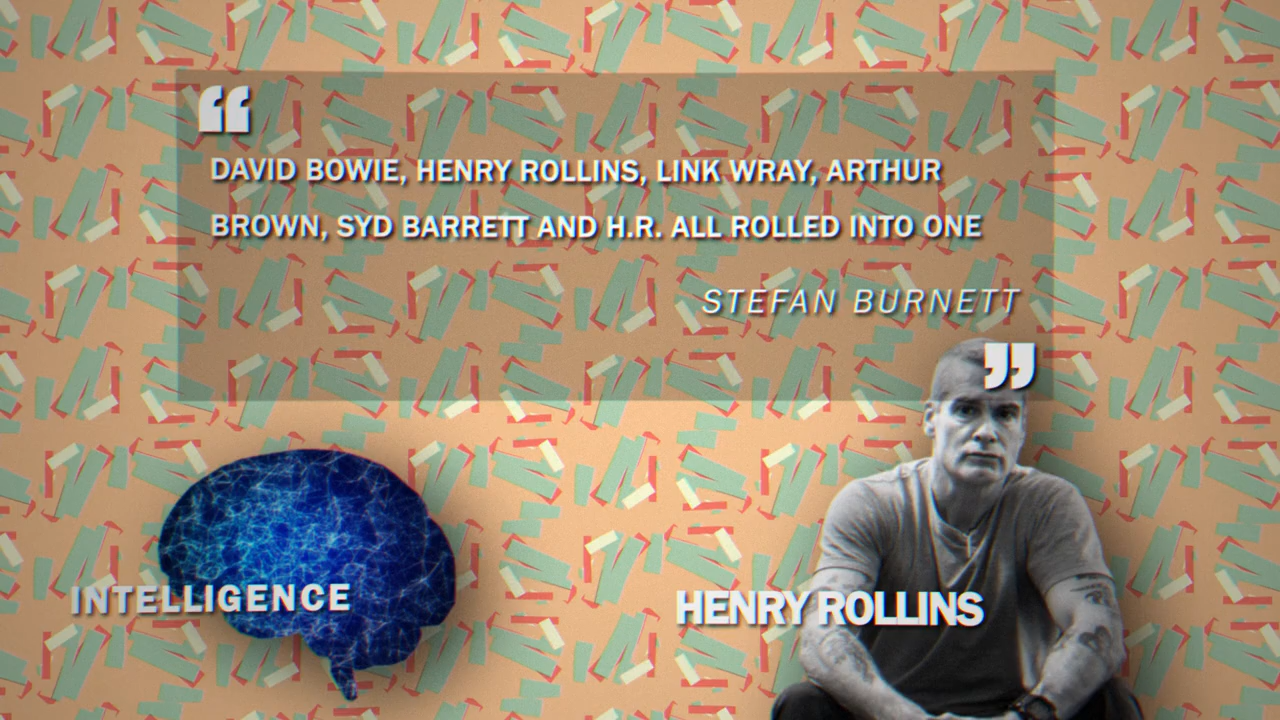 “
DAVID BOWIE, HENRY ROLLINS, LINK WRAY, ARTHUR
BROWN, SYD BARRETT AND H.R. ALL ROLLED INTO ONE
STEFAN BURNETT
”
INTELLIGENCE
HENRY ROLLINS